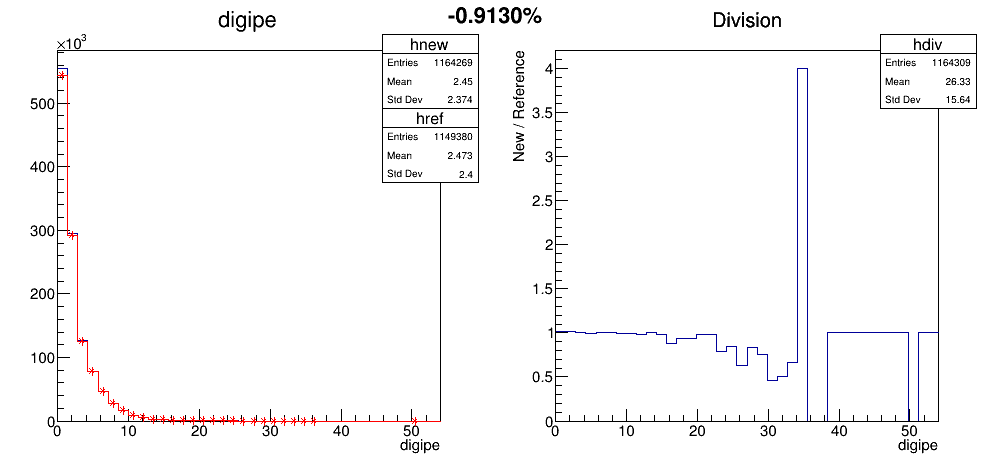 -0.9130%
digipe
×10³
500
400
300
200
100
0
0 10 20 30 40 50
digipe
hnew
Entries 1164269
Mean 2.45
Std Dev 2.374
href
Entries 1149380
Mean 2.473
Std Dev 2.4
Division
New / Reference
4
3.5
3
2.5
2
1.5
1
0.5
0
0 10 20 30 40 50
digipe
hdiv
Entries 1164309
Mean 26.33
Std Dev 15.64